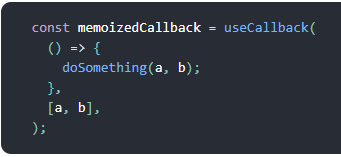 const memoizedCallback = useCallback(
  () => {
    doSomething(a, b);
  },
  [a, b],
);